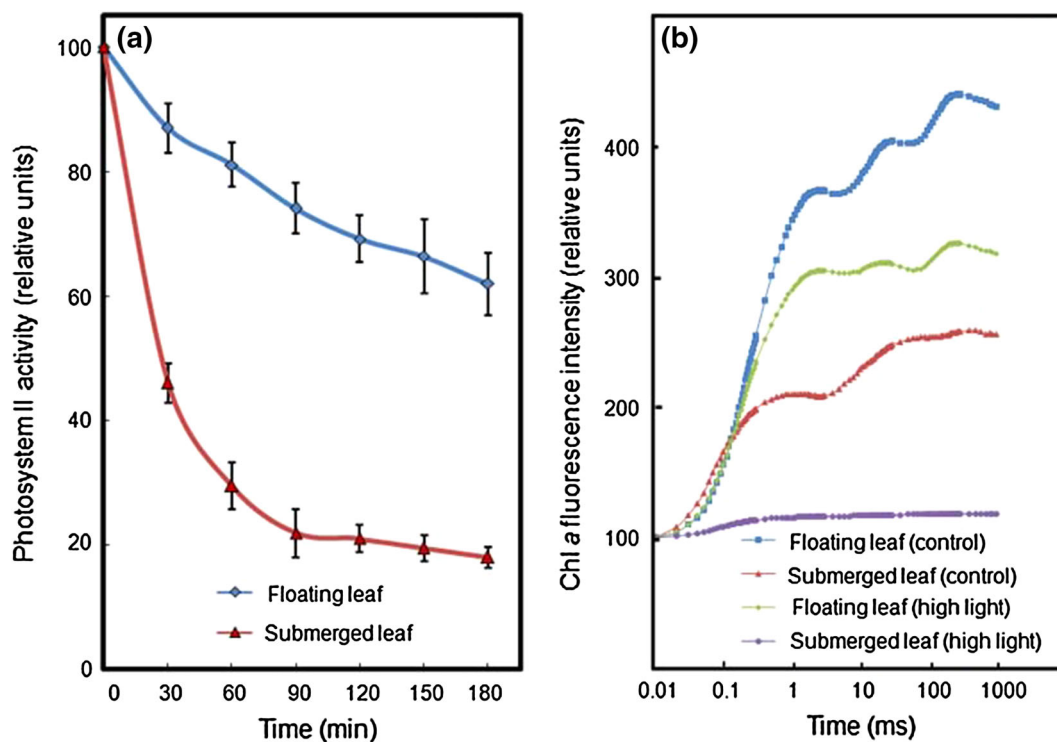 (a)
Photosystem II activity (relative units)
100
80
60
40
20
0
Floating leaf
Submerged leaf
0 30 60 90 120 150 180
Time (min)
(b)
Chl a fluorescence intensity (relative units)
400
300
200
100
0
Floating leaf (control)
Submerged leaf (control)
Floating leaf (high light)
Submerged leaf (high light)
0.01 0.1 1 10 100 1000
Time (ms)